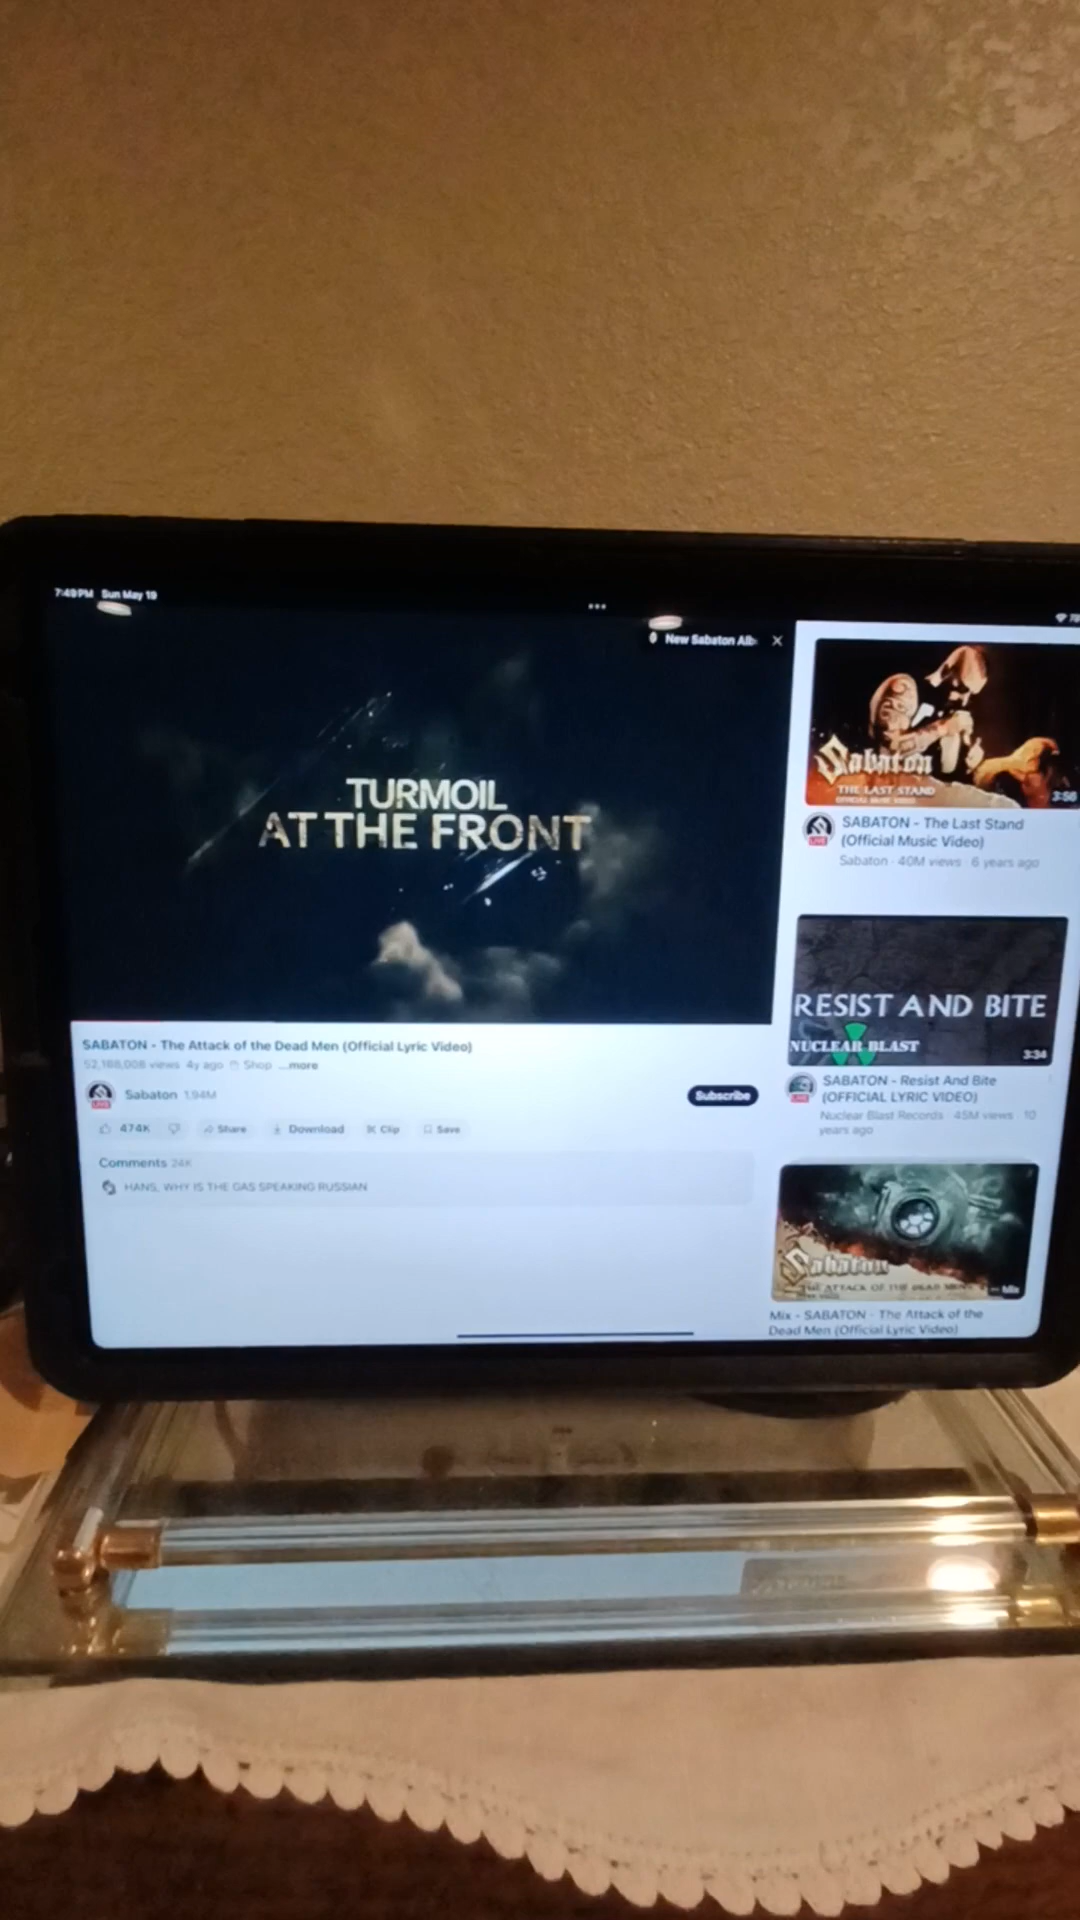 7:49 PM Sun May 19
New Sabaton Alb
TURMOIL
AT THE FRONT
SABATON - The Attack of the Dead Men (Official Lyric Video)
52,168,008 views 4y ago Shop ...more
Sabaton 1.94M
Subscribe
474K Share Download Clip Save
Comments 24K
HANS, WHY IS THE GAS SPEAKING RUSSIAN
Sabaton
THE LAST STAND
OFFICIAL MUSIC VIDEO
3:56
SABATON - The Last Stand
(Official Music Video)
LIVE
Sabaton · 40M views · 6 years ago
RESIST AND BITE
NUCLEAR BLAST
3:34
SABATON - Resist And Bite
(OFFICIAL LYRIC VIDEO)
Nuclear Blast Records · 45M views · 10
years ago
Sabaton
THE ATTACK OF THE DEAD MEN
Mix
Mix - SABATON - The Attack of the
Dead Men (Official Lyric Video)